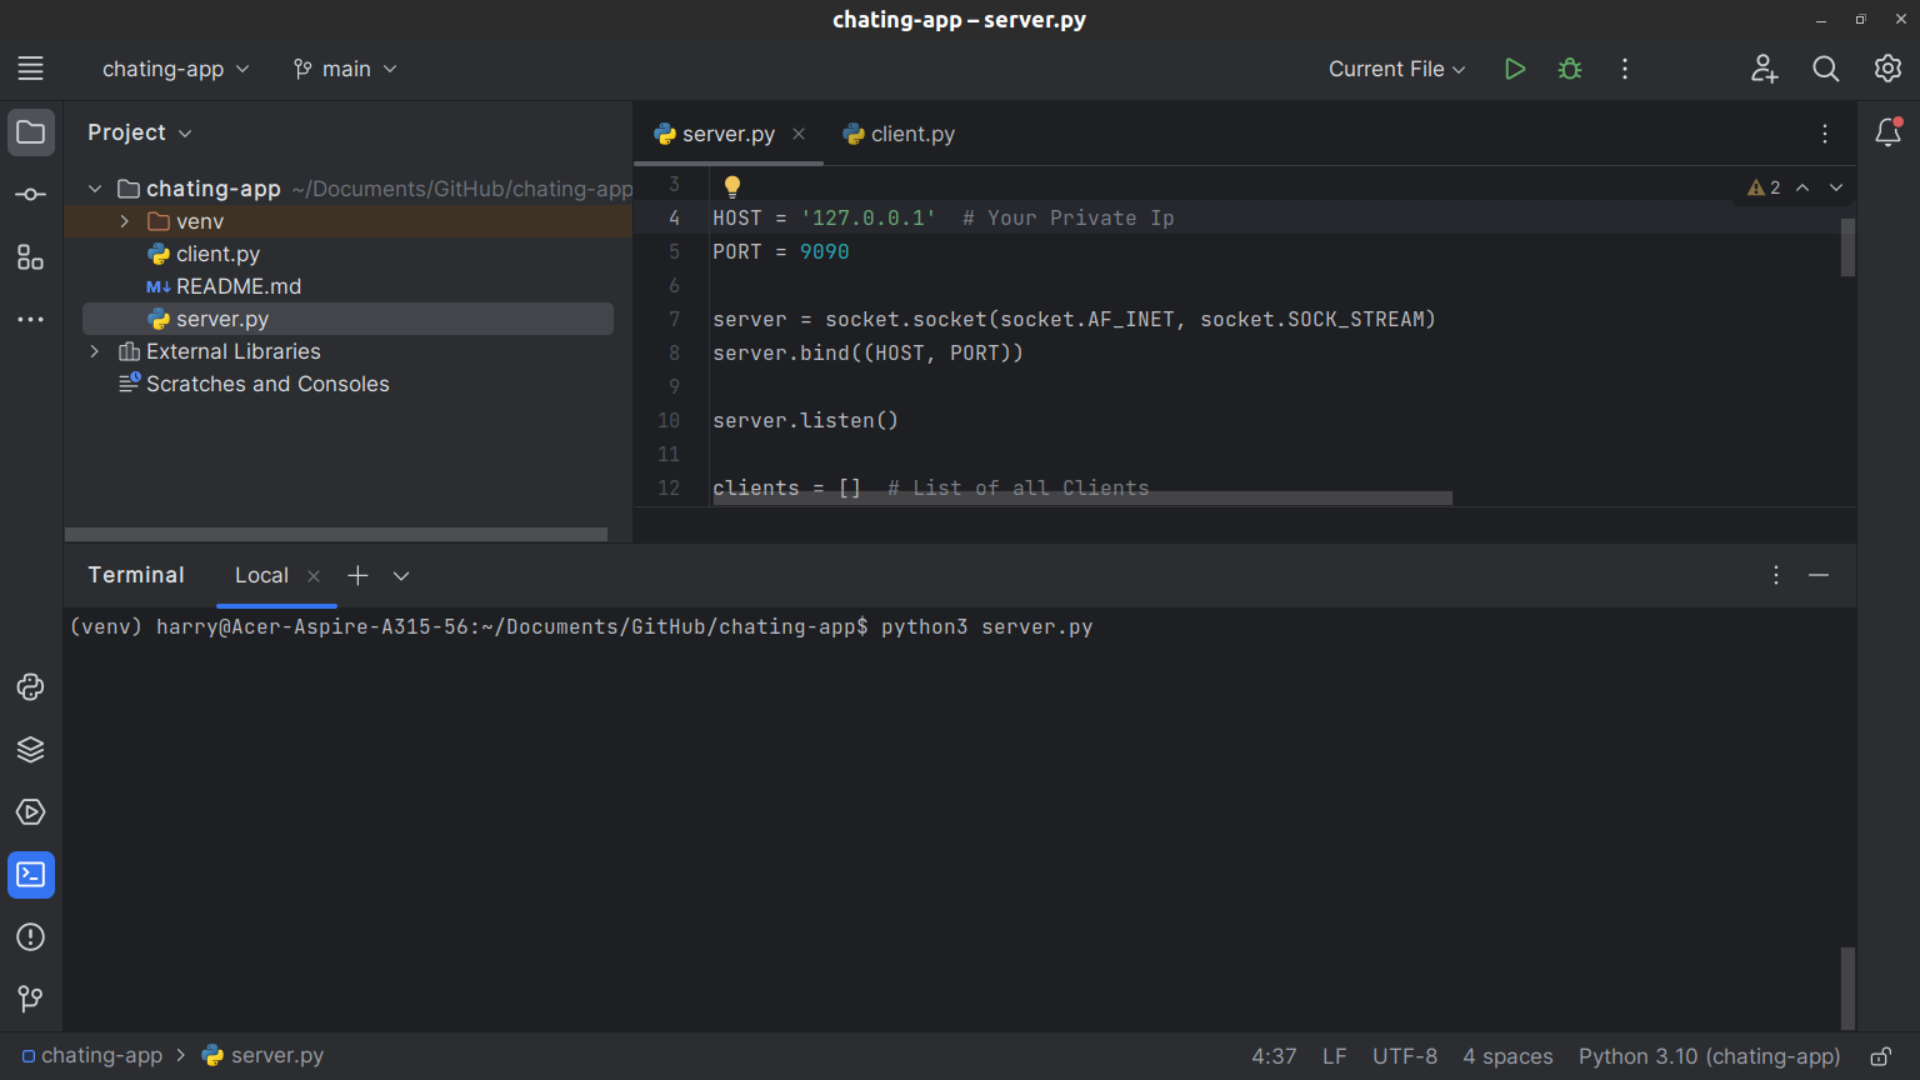 chating-app – server.py
chating-app
main
Current File
Project
chating-app ~/Documents/GitHub/chating-app
venv
client.py
M↓ README.md
server.py
External Libraries
Scratches and Consoles
server.py
client.py
2
3
4 HOST = '127.0.0.1'  # Your Private Ip
5 PORT = 9090
6
7 server = socket.socket(socket.AF_INET, socket.SOCK_STREAM)
8 server.bind((HOST, PORT))
9
10 server.listen()
11
12 clients = []  # List of all Clients
Terminal
Local
(venv) harry@Acer-Aspire-A315-56:~/Documents/GitHub/chating-app$ python3 server.py
chating-app > server.py
4:37 LF UTF-8 4 spaces Python 3.10 (chating-app)